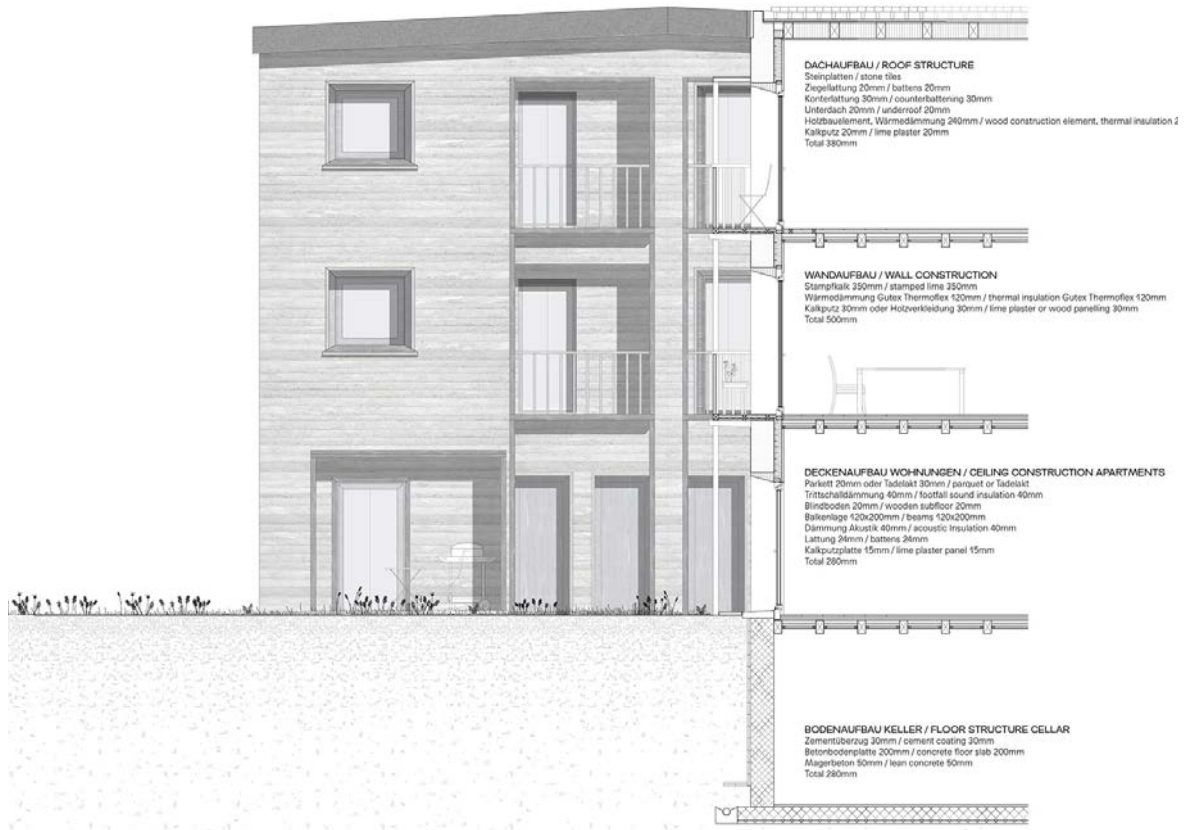 DACHAUFBAU / ROOF STRUCTURE
Steinplatten / stone tiles
Ziegellattung 20mm / battens 20mm
Konterlattung 30mm / counterbattening 30mm
Unterdach 20mm / underroof 20mm
Holzbauelement, Wärmedämmung 240mm / wood construction element, thermal insulation 2
Kalkputz 20mm / lime plaster 20mm
Total 380mm
WANDAUFBAU / WALL CONSTRUCTION
Stampfkalk 350mm / stamped lime 350mm
Wärmedämmung Gutex Thermoflex 120mm / thermal insulation Gutex Thermoflex 120mm
Kalkputz 30mm oder Holzverkleidung 30mm / lime plaster or wood panelling 30mm
Total 500mm
DECKENAUFBAU WOHNUNGEN / CEILING CONSTRUCTION APARTMENTS
Parkett 20mm oder Tadelakt 30mm / parquet or Tadelakt
Trittschalldämmung 40mm / footfall sound insulation 40mm
Blindboden 20mm / wooden subfloor 20mm
Balkenlage 120x200mm / beams 120x200mm
Dämmung Akustik 40mm / acoustic Insulation 40mm
Lattung 24mm / battens 24mm
Kalkputzplatte 15mm / lime plaster panel 15mm
Total 280mm
BODENAUFBAU KELLER / FLOOR STRUCTURE CELLAR
Zementüberzug 30mm / cement coating 30mm
Betonbodenplatte 200mm / concrete floor slab 200mm
Magerbeton 50mm / lean concrete 50mm
Total 280mm